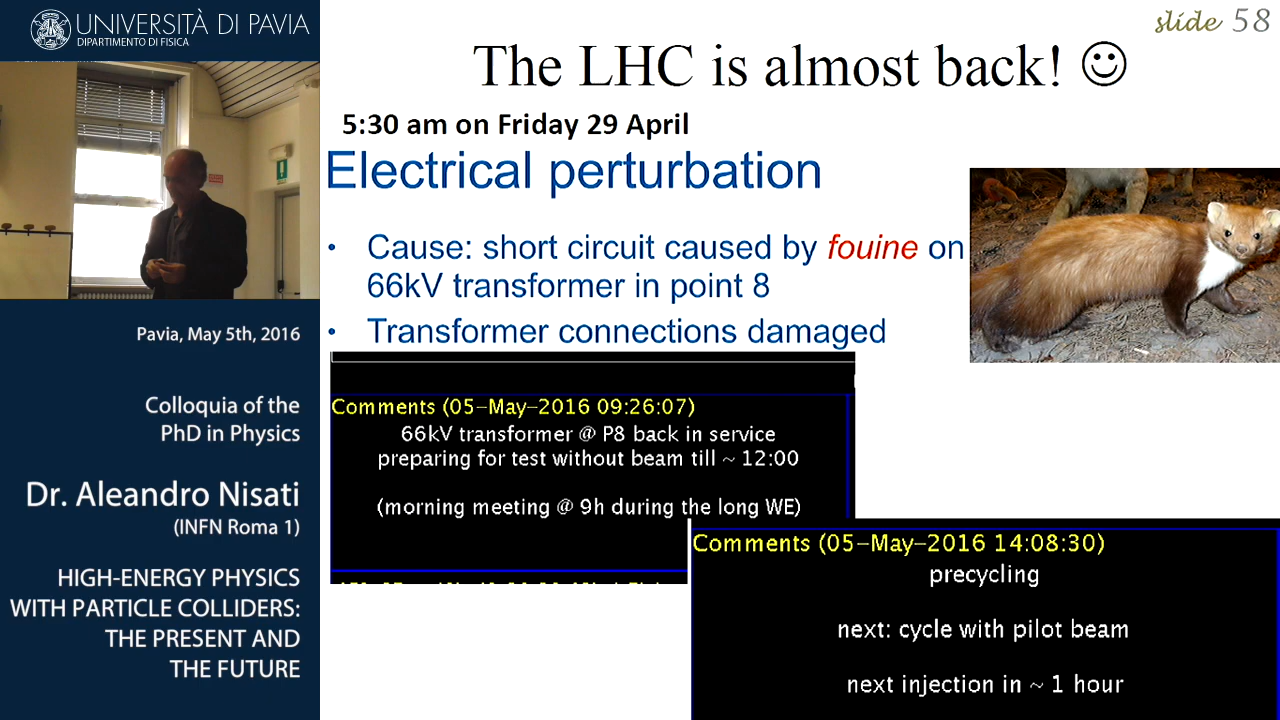 UNIVERSITÀ DI PAVIA
DIPARTIMENTO DI FISICA
slide 58
The LHC is almost back! ☺
5:30 am on Friday 29 April
Electrical perturbation
• Cause: short circuit caused by fouine on
66kV transformer in point 8
• Transformer connections damaged
Comments (05-May-2016 09:26:07)
66kV transformer @ P8 back in service
preparing for test without beam till ~ 12:00
(morning meeting @ 9h during the long WE)
Comments (05-May-2016 14:08:30)
precycling
next: cycle with pilot beam
next injection in ~ 1 hour
Pavia, May 5th, 2016
Colloquia of the
PhD in Physics
Dr. Aleandro Nisati
(INFN Roma 1)
HIGH-ENERGY PHYSICS
WITH PARTICLE COLLIDERS:
THE PRESENT AND
THE FUTURE